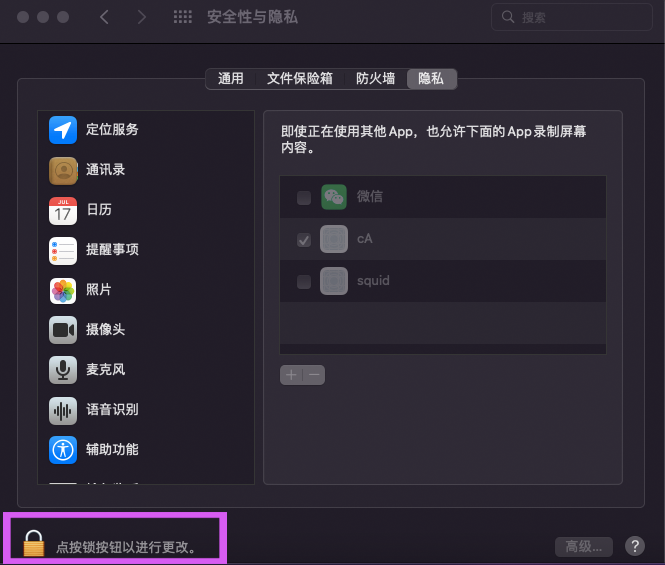 安全性与隐私
搜索
通用
文件保险箱
防火墙
隐私
定位服务
通讯录
JUL
17
日历
提醒事项
照片
摄像头
麦克风
语音识别
辅助功能
即使正在使用其他 App，也允许下面的 App 录制屏幕
内容。
微信
cA
squid
点按锁按钮以进行更改。
高级...
?